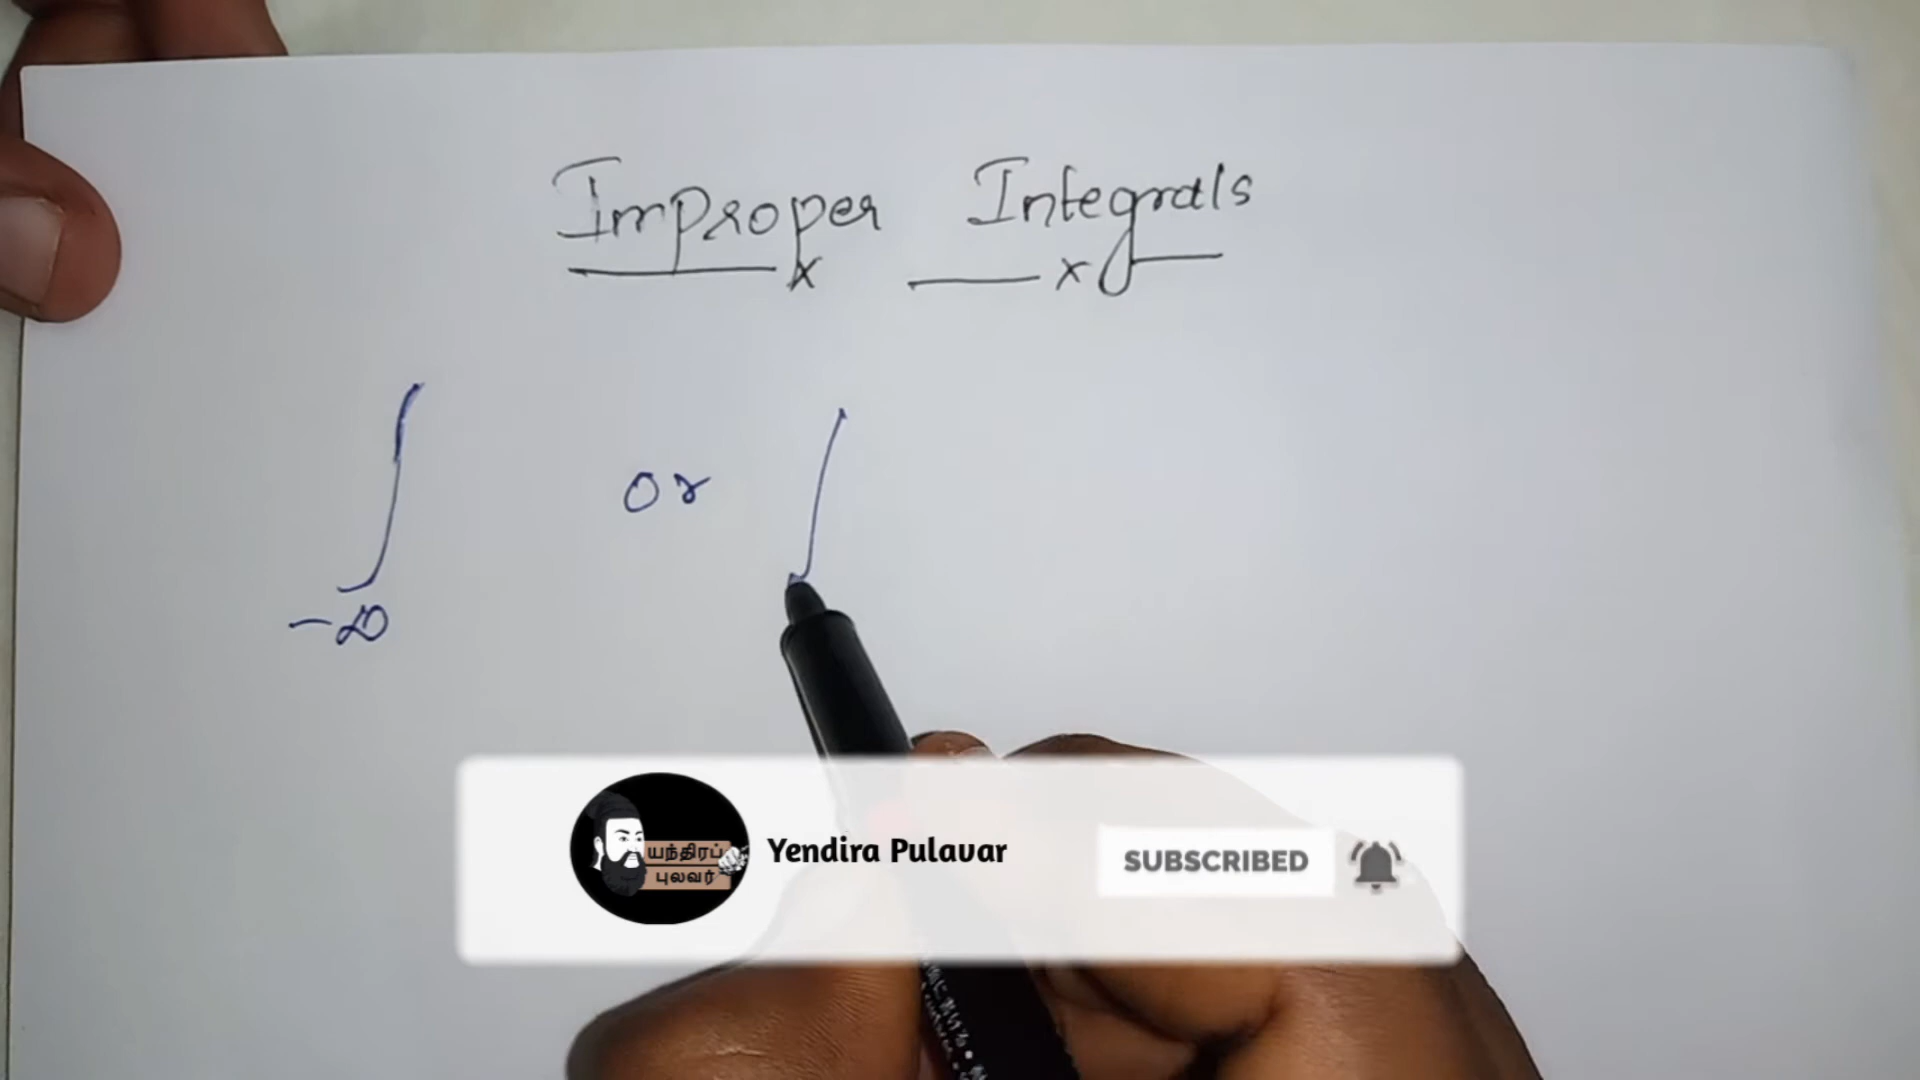 Improper Integrals
∫ or ∫
-∞
யந்திரப்
புலவர்
Yendira Pulavar
SUBSCRIBED